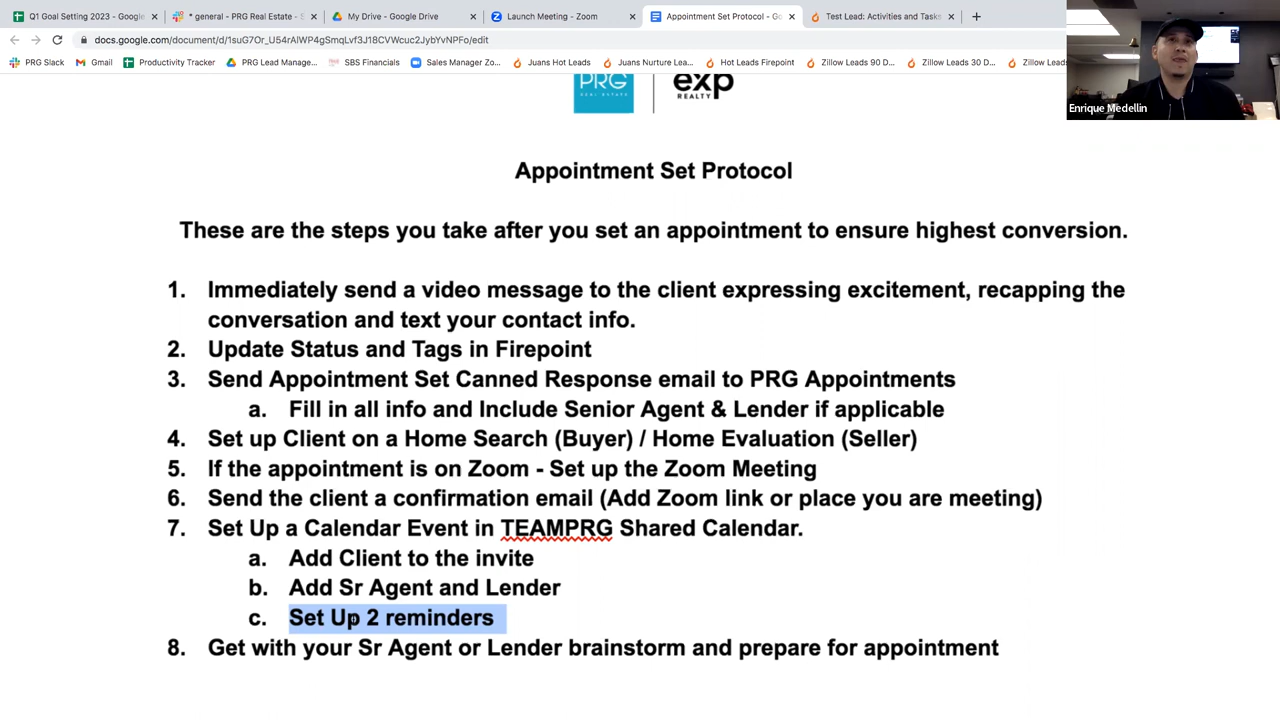 Q1 Goal Setting 2023 - Google
* general - PRG Real Estate - S
My Drive - Google Drive
Launch Meeting - Zoom
Appointment Set Protocol - Go
Test Lead: Activities and Tasks
docs.google.com/document/d/1suG7Or_U54rAlWP4gSmqLvf3J18CVWcuc2JybYvNPFo/edit
PRG Slack
Gmail
Productivity Tracker
PRG Lead Manage...
SBS Financials
Sales Manager Zo...
Juans Hot Leads
Juans Nurture Lea...
Hot Leads Firepoint
Zillow Leads 90 D...
Zillow Leads 30 D...
Zillow Lead
Enrique Medellin
PRG
REAL ESTATE
exp
REALTY
Appointment Set Protocol
These are the steps you take after you set an appointment to ensure highest conversion.
1. Immediately send a video message to the client expressing excitement, recapping the
conversation and text your contact info.
2. Update Status and Tags in Firepoint
3. Send Appointment Set Canned Response email to PRG Appointments
a. Fill in all info and Include Senior Agent & Lender if applicable
4. Set up Client on a Home Search (Buyer) / Home Evaluation (Seller)
5. If the appointment is on Zoom - Set up the Zoom Meeting
6. Send the client a confirmation email (Add Zoom link or place you are meeting)
7. Set Up a Calendar Event in TEAMPRG Shared Calendar.
a. Add Client to the invite
b. Add Sr Agent and Lender
c. Set Up 2 reminders
8. Get with your Sr Agent or Lender brainstorm and prepare for appointment